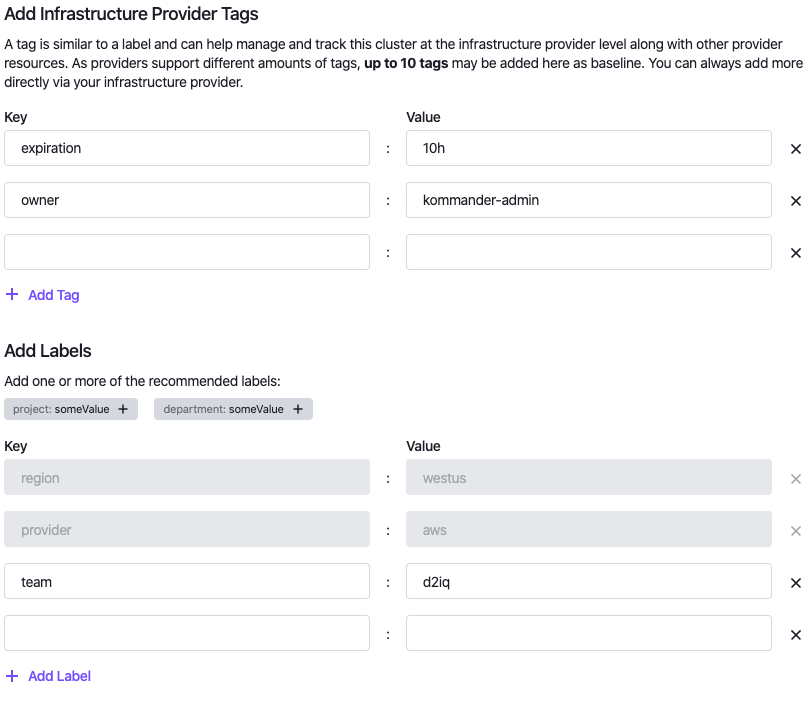 Add Infrastructure Provider Tags
A tag is similar to a label and can help manage and track this cluster at the infrastructure provider level along with other provider
resources. As providers support different amounts of tags, up to 10 tags may be added here as baseline. You can always add more
directly via your infrastructure provider.
Key Value
expiration : 10h ×
owner : kommander-admin ×
: ×
+ Add Tag
Add Labels
Add one or more of the recommended labels:
project: someValue + department: someValue +
Key Value
region : westus ×
provider : aws ×
team : d2iq ×
: ×
+ Add Label